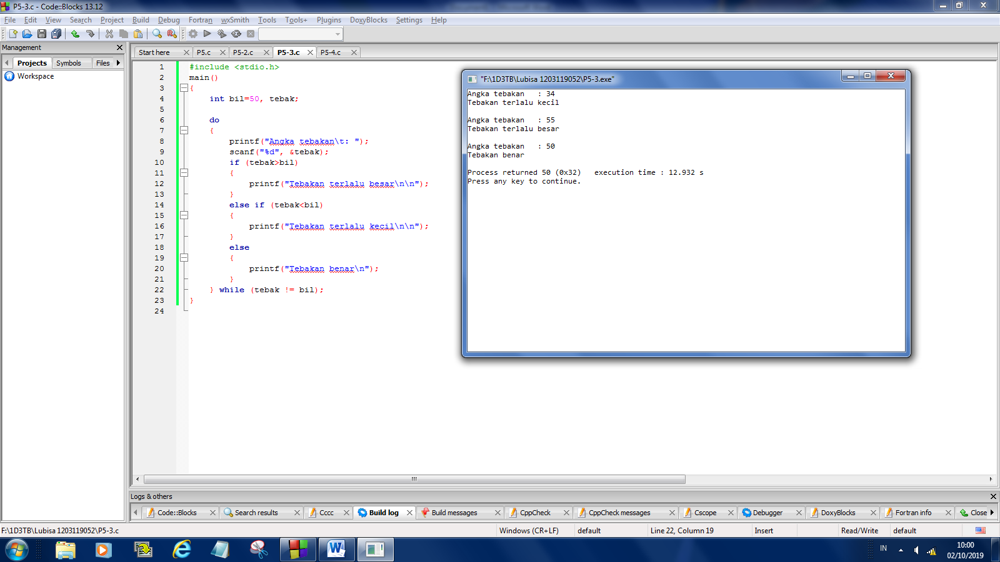 P5-3.c - Code::Blocks 13.12
File Edit View Search Project Build Debug Fortran wxSmith Tools Tools+ Plugins DoxyBlocks Settings Help
Management
Projects Symbols Files
Workspace
Start here P5.c P5-2.c P5-3.c P5-4.c
1 #include <stdio.h>
2 main()
3 {
4 int bil=50, tebak;
5
6 do
7 {
8 printf("Angka tebakan\t: ");
9 scanf("%d", &tebak);
10 if (tebak>bil)
11 {
12 printf("Tebakan terlalu besar\n\n");
13 }
14 else if (tebak<bil)
15 {
16 printf("Tebakan terlalu kecil\n\n");
17 }
18 else
19 {
20 printf("Tebakan benar\n");
21 }
22 } while (tebak != bil);
23 }
24
"F:\1D3TB\Lubisa 1203119052\P5-3.exe"
Angka tebakan : 34
Tebakan terlalu kecil
Angka tebakan : 55
Tebakan terlalu besar
Angka tebakan : 50
Tebakan benar
Process returned 50 (0x32) execution time : 12.932 s
Press any key to continue.
Logs & others
Code::Blocks Search results Cccc Build log Build messages CppCheck CppCheck messages Cscope Debugger DoxyBlocks Fortran info Close
F:\1D3TB\Lubisa 1203119052\P5-3.c Windows (CR+LF) default Line 22, Column 19 Insert Read/Write default
IN 10:00
02/10/2019